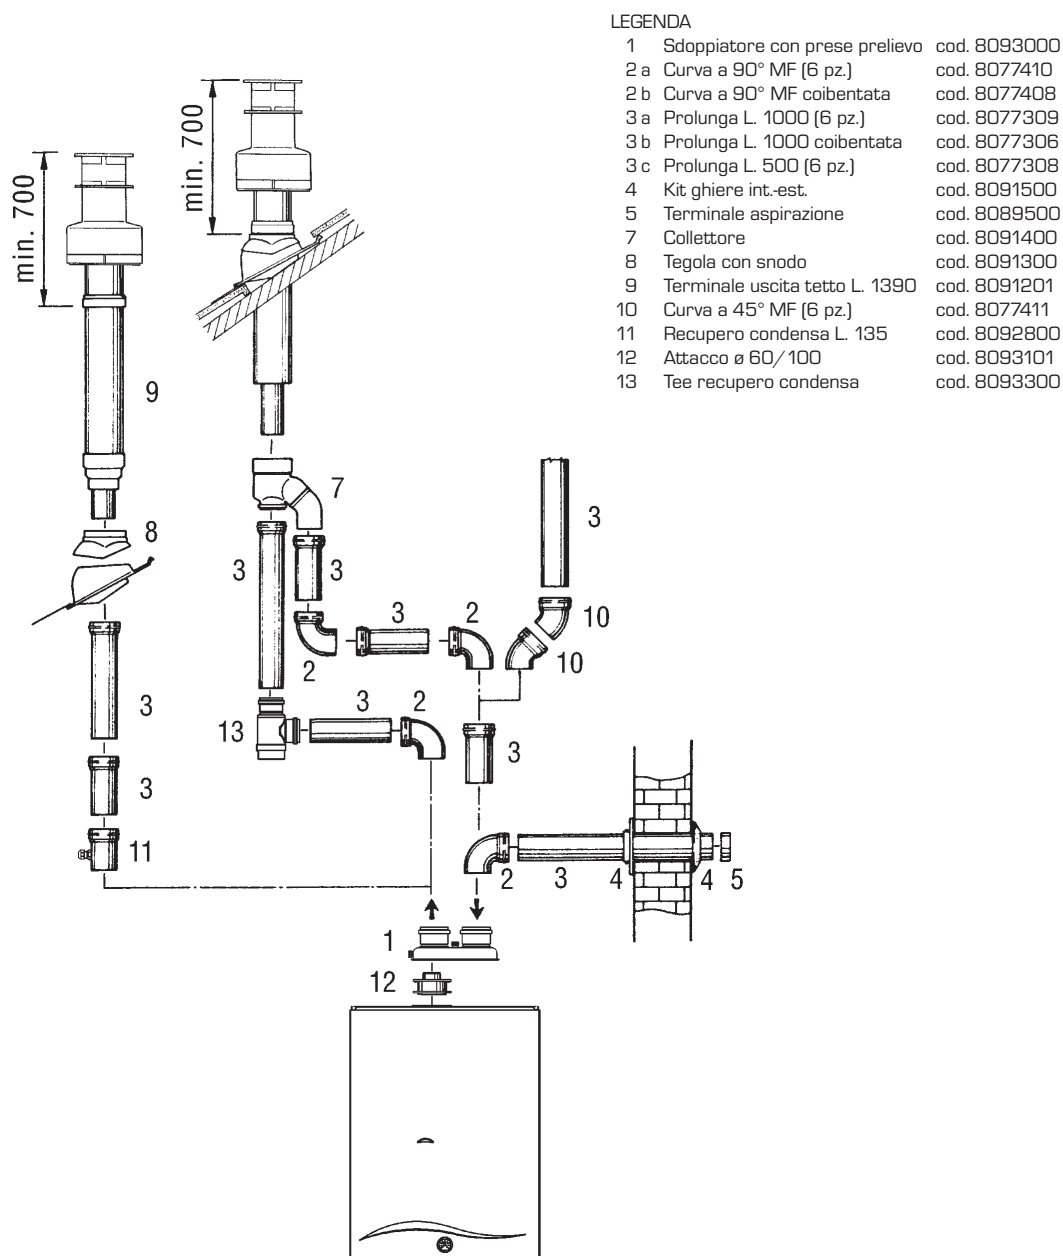 LEGENDA
1 Sdoppiatore con prese prelievo cod. 8093000
2 a Curva a 90° MF (6 pz.) cod. 8077410
2 b Curva a 90° MF coibentata cod. 8077408
3 a Prolunga L. 1000 (6 pz.) cod. 8077309
3 b Prolunga L. 1000 coibentata cod. 8077306
3 c Prolunga L. 500 (6 pz.) cod. 8077308
4 Kit ghiere int.-est. cod. 8091500
5 Terminale aspirazione cod. 8089500
7 Collettore cod. 8091400
8 Tegola con snodo cod. 8091300
9 Terminale uscita tetto L. 1390 cod. 8091201
10 Curva a 45° MF (6 pz.) cod. 8077411
11 Recupero condensa L. 135 cod. 8092800
12 Attacco ø 60/100 cod. 8093101
13 Tee recupero condensa cod. 8093300
min. 700
min. 700
9
7
8
3
3
3
3
2
10
2
3
10
3
2
13
3
3
3
11
2
3
4
4
5
1
12